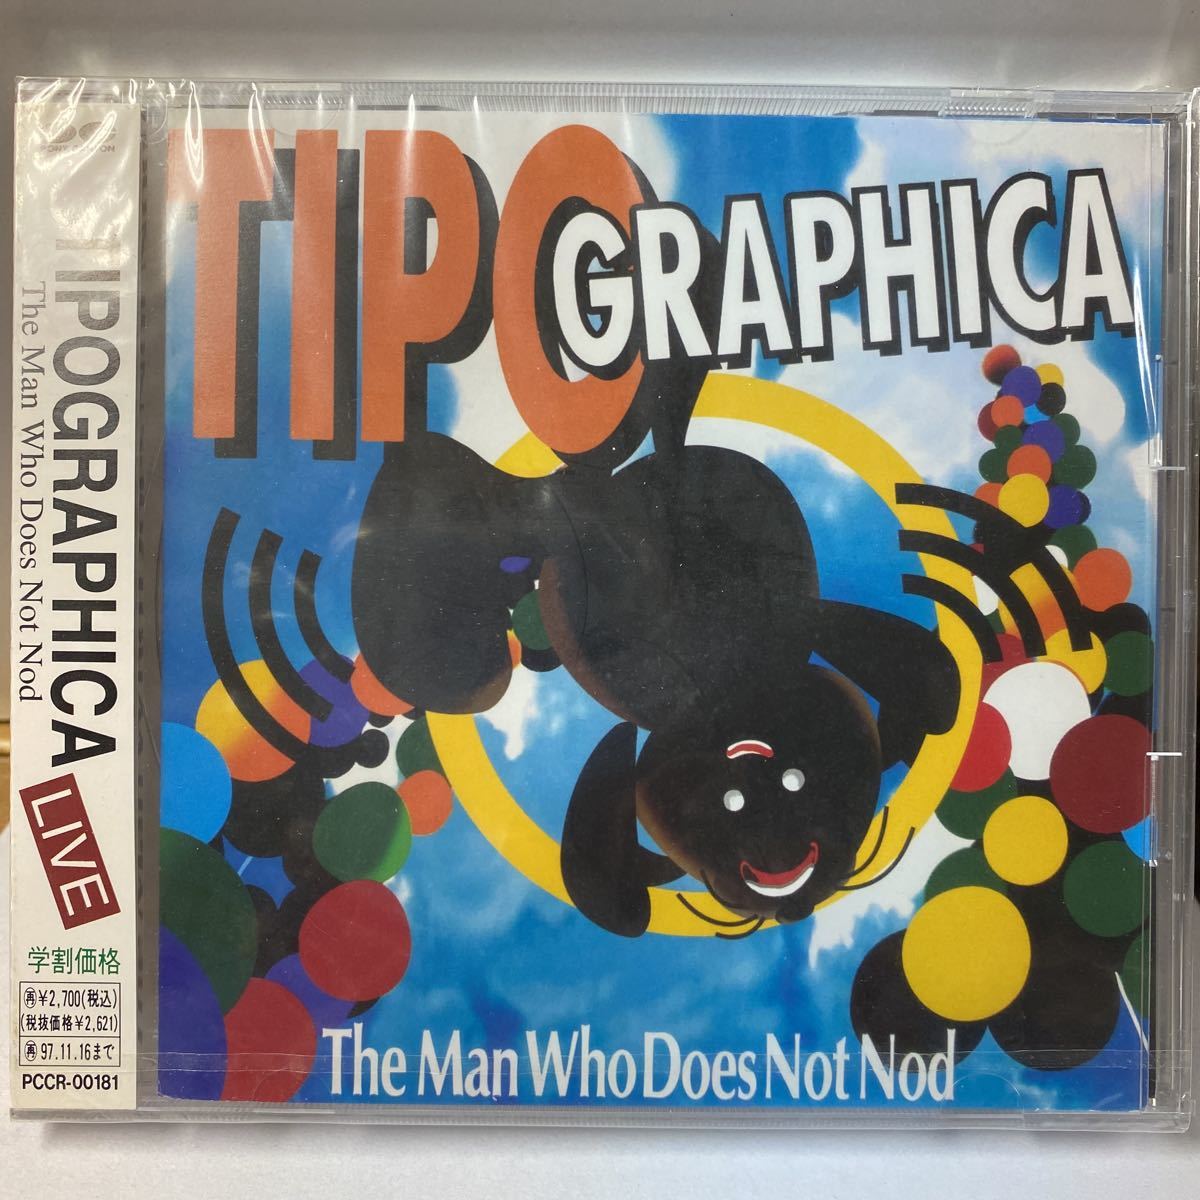 TIPOGRAPHICA
The Man Who Does Not Nod
LIVE
学割価格
再¥2,700(税込)
(税抜価格¥2,621)
再97.11.16まで
PCCR-00181
TIPO
GRAPHICA
The Man Who Does Not Nod